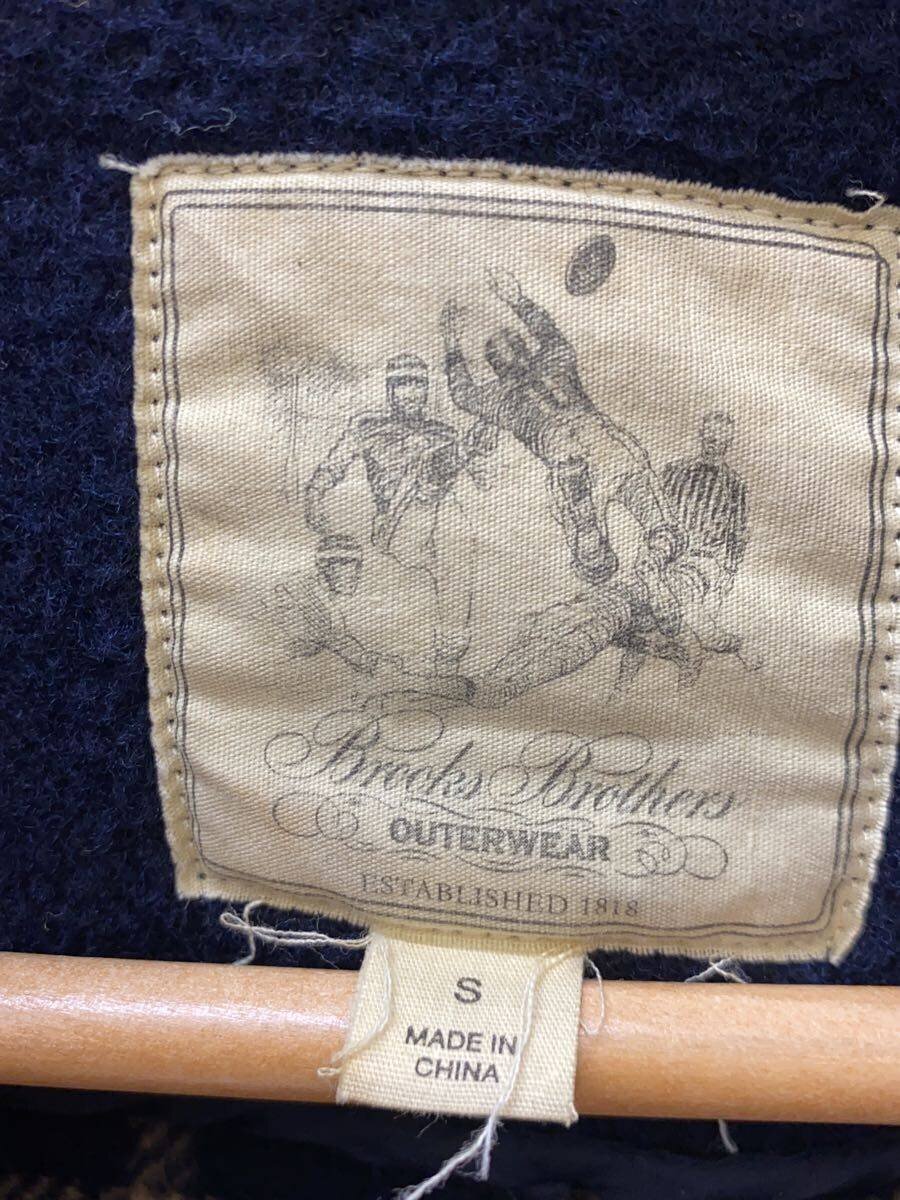 Brooks Brothers
OUTERWEAR
ESTABLISHED 1818
S
MADE IN
CHINA